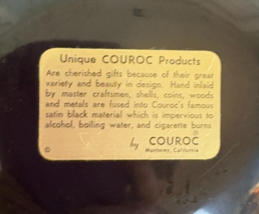 Unique COUROC Products
Are cherished gifts because of their great
variety and beauty in design. Hand inlaid
by master craftsmen, shells, coins, woods
and metals are fused into Couroc's famous
satin black material which is impervious to
alcohol, boiling water, and cigarette burns
by COUROC
Monterey, California
©